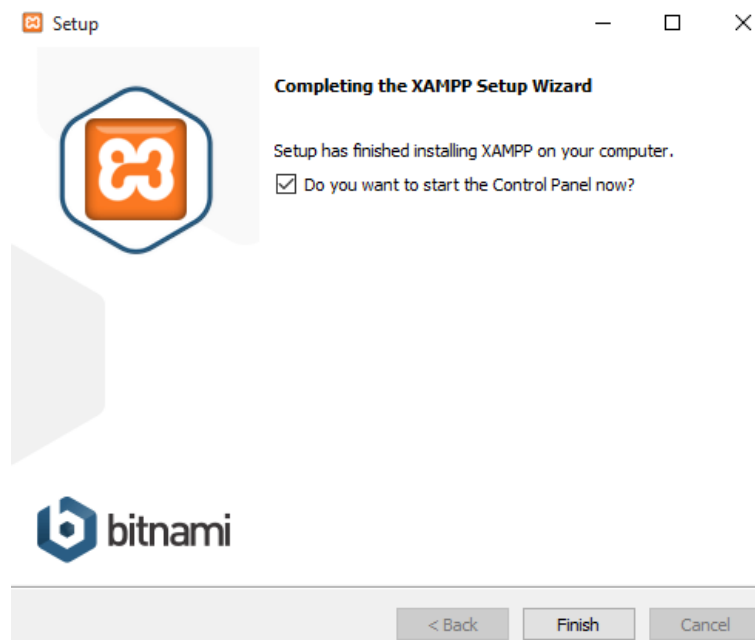 Setup
Completing the XAMPP Setup Wizard
Setup has finished installing XAMPP on your computer.
Do you want to start the Control Panel now?
bitnami
< Back
Finish
Cancel